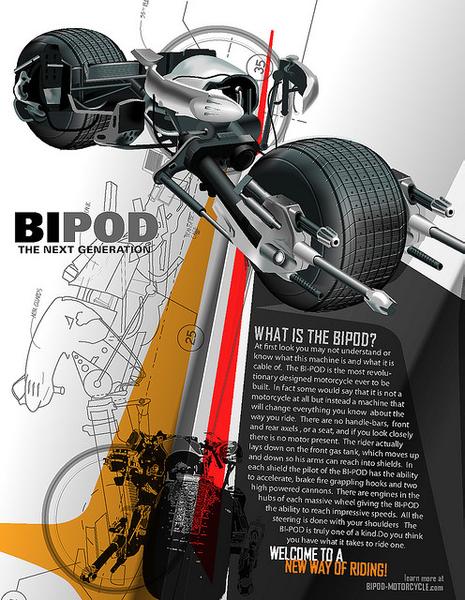 35
BIPOD
THE NEXT GENERATION
25
WHAT IS THE BIPOD?
At first look you may not understand or
know what this machine is and what it is
cable of. The BI-POD is the most revolu-
tionary designed motorcycle ever to be
built. In fact some would say that it is not a
motorcycle at all but instead a machine that
will change everything you know about the
way you ride. There are no handle-bars, front
and rear axels , or a seat, and if you look closely
there is no motor present. The rider actually
lays down on the front gas tank, which moves up
and down so his arms can reach into shields. In
each shield the pilot of the BI-POD has the ability
to accelerate, brake fire grappling hooks and two
high powered cannons. There are engines in the
hubs of each massive wheel giving the BI-POD
the ability to reach impressive speeds. All the
steering is done with your shoulders The
BI-POD is truly one of a kind.Do you think
you have what it takes to ride one.
WELCOME TO A
NEW WAY OF RIDING!
learn more at
BIPOD-MOTORCYCLE.com